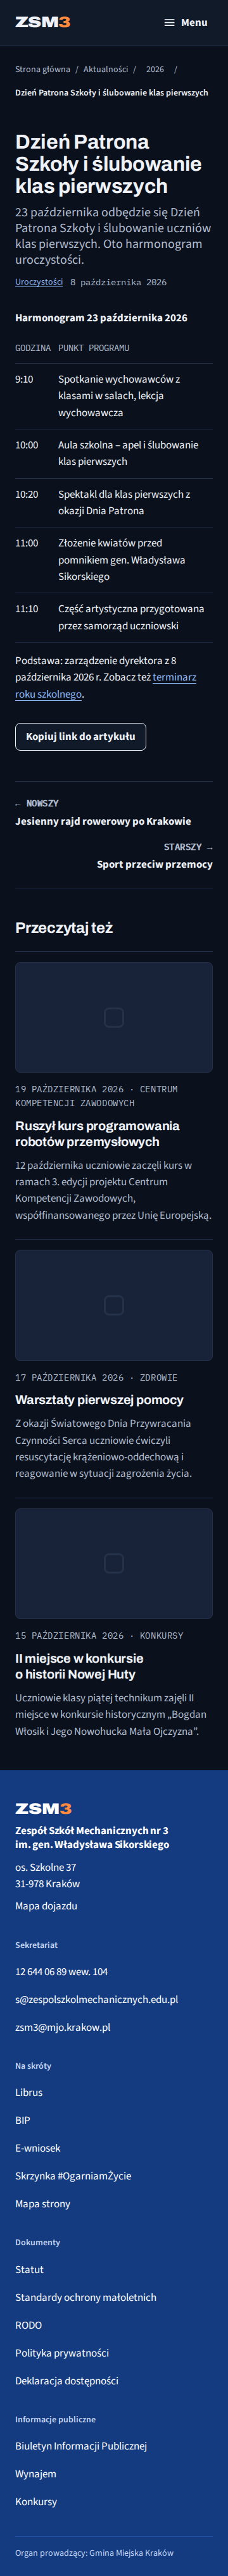 ZSM3
Menu
Strona główna / Aktualności / 2026 /
Dzień Patrona Szkoły i ślubowanie klas pierwszych
Dzień Patrona
Szkoły i ślubowanie
klas pierwszych
23 października odbędzie się Dzień
Patrona Szkoły i ślubowanie uczniów
klas pierwszych. Oto harmonogram
uroczystości.
Uroczystości 8 października 2026
Harmonogram 23 października 2026
GODZINA PUNKT PROGRAMU
9:10 Spotkanie wychowawców z
klasami w salach, lekcja
wychowawcza
10:00 Aula szkolna – apel i ślubowanie
klas pierwszych
10:20 Spektakl dla klas pierwszych z
okazji Dnia Patrona
11:00 Złożenie kwiatów przed
pomnikiem gen. Władysława
Sikorskiego
11:10 Część artystyczna przygotowana
przez samorząd uczniowski
Podstawa: zarządzenie dyrektora z 8
października 2026 r. Zobacz też terminarz
roku szkolnego.
Kopiuj link do artykułu
← NOWSZY
Jesienny rajd rowerowy po Krakowie
STARSZY →
Sport przeciw przemocy
Przeczytaj też
19 PAŹDZIERNIKA 2026 · CENTRUM
KOMPETENCJI ZAWODOWYCH
Ruszył kurs programowania
robotów przemysłowych
12 października uczniowie zaczęli kurs w
ramach 3. edycji projektu Centrum
Kompetencji Zawodowych,
współfinansowanego przez Unię Europejską.
17 PAŹDZIERNIKA 2026 · ZDROWIE
Warsztaty pierwszej pomocy
Z okazji Światowego Dnia Przywracania
Czynności Serca uczniowie ćwiczyli
resuscytację krążeniowo-oddechową i
reagowanie w sytuacji zagrożenia życia.
15 PAŹDZIERNIKA 2026 · KONKURSY
II miejsce w konkursie
o historii Nowej Huty
Uczniowie klasy piątej technikum zajęli II
miejsce w konkursie historycznym „Bogdan
Włosik i Jego Nowohucka Mała Ojczyzna”.
ZSM3
Zespół Szkół Mechanicznych nr 3
im. gen. Władysława Sikorskiego
os. Szkolne 37
31-978 Kraków
Mapa dojazdu
Sekretariat
12 644 06 89 wew. 104
s@zespolszkolmechanicznych.edu.pl
zsm3@mjo.krakow.pl
Na skróty
Librus
BIP
E-wniosek
Skrzynka #OgarniamŻycie
Mapa strony
Dokumenty
Statut
Standardy ochrony małoletnich
RODO
Polityka prywatności
Deklaracja dostępności
Informacje publiczne
Biuletyn Informacji Publicznej
Wynajem
Konkursy
Organ prowadzący: Gmina Miejska Kraków